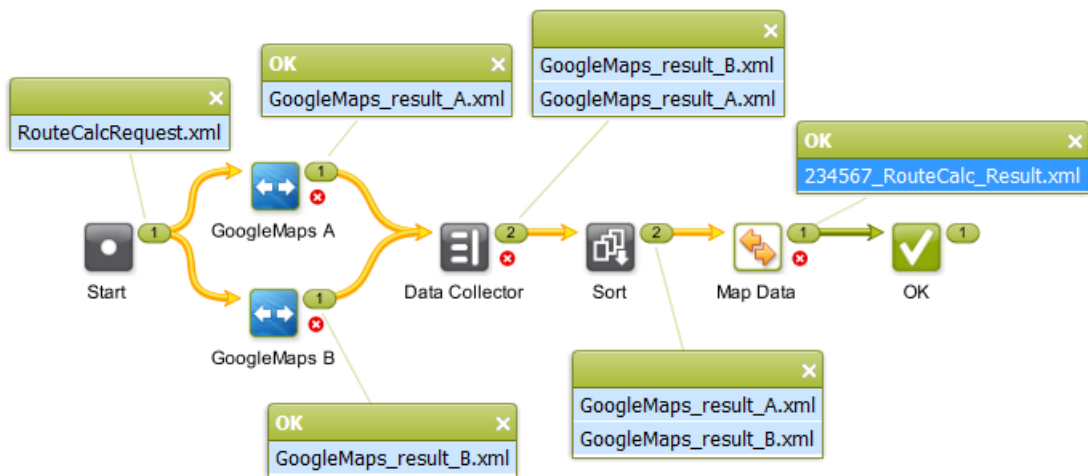 RouteCalcRequest.xml
OK
GoogleMaps_result_A.xml
GoogleMaps_result_B.xml
GoogleMaps_result_A.xml
OK
234567_RouteCalc_Result.xml
1
Start
1
GoogleMaps A
1
GoogleMaps B
2
Data Collector
2
Sort
1
Map Data
1
OK
OK
GoogleMaps_result_B.xml
GoogleMaps_result_A.xml
GoogleMaps_result_B.xml